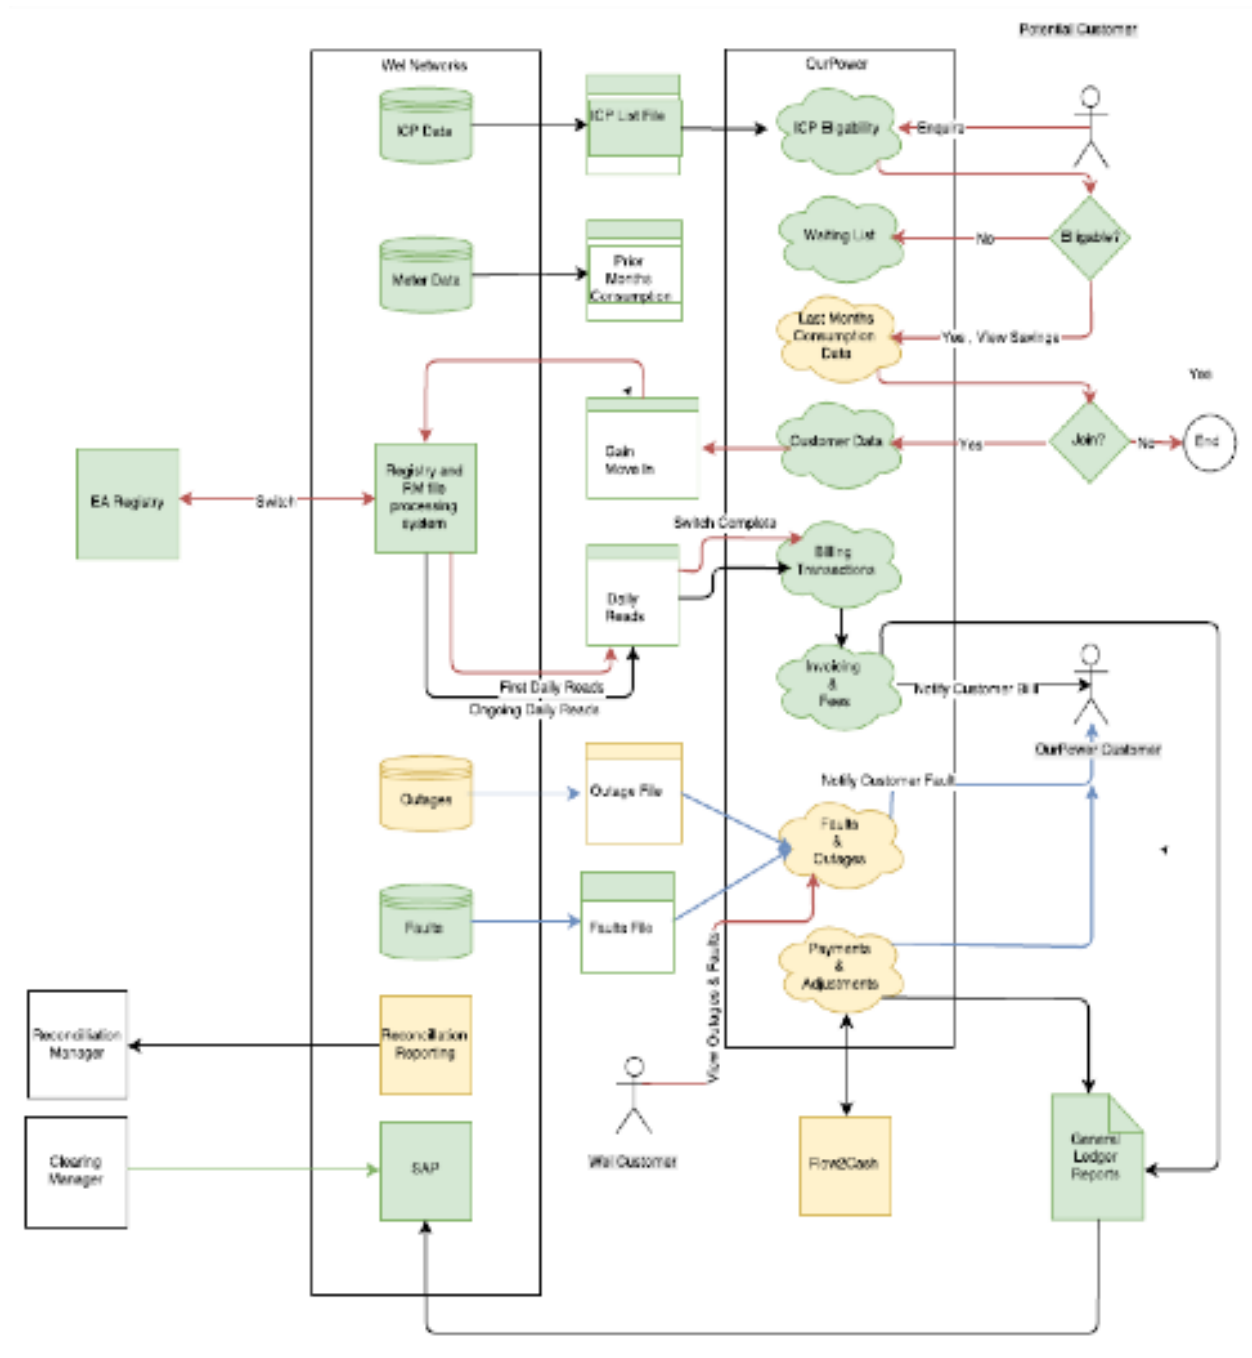 Potential Customer
Wel Networks
OurPower
ICP Data
ICP List File
ICP Eligability
Enquire
Waiting List
No
Eligable?
Meter Data
Prior
Months
Consumption
Last Months
Consumption
Data
Yes , View Savings
Yes
Gain
Move In
Customer Data
Yes
Join?
No
End
EA Registry
Switch
Registry and
RM file
processing
system
Switch Complete
Billing
Transactions
Daily
Reads
First Daily Reads
Ongoing Daily Reads
Invoicing
&
Fees
Notify Customer Bill
OurPower Customer
Outages
Outage File
Notify Customer Fault
Faults
&
Outages
Faults
Faults File
View Outages & Faults
Payments
&
Adjustments
Reconciliation
Manager
Reconciliation
Reporting
Clearing
Manager
SAP
Wel Customer
Flow2Cash
General
Ledger
Reports